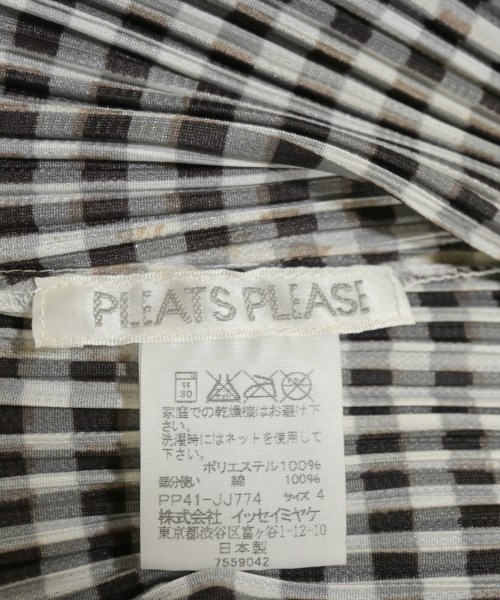 PLEATS PLEASE
弱
30
家庭での乾燥機はお避け下
さい。
洗濯時にはネットを使用して下
さい。
ポリエステル100%
部分使い 綿 100%
PP41-JJ774 サイズ 4
株式会社 イッセイミヤケ
東京都渋谷区富ヶ谷1-12-10
日本製
7559042